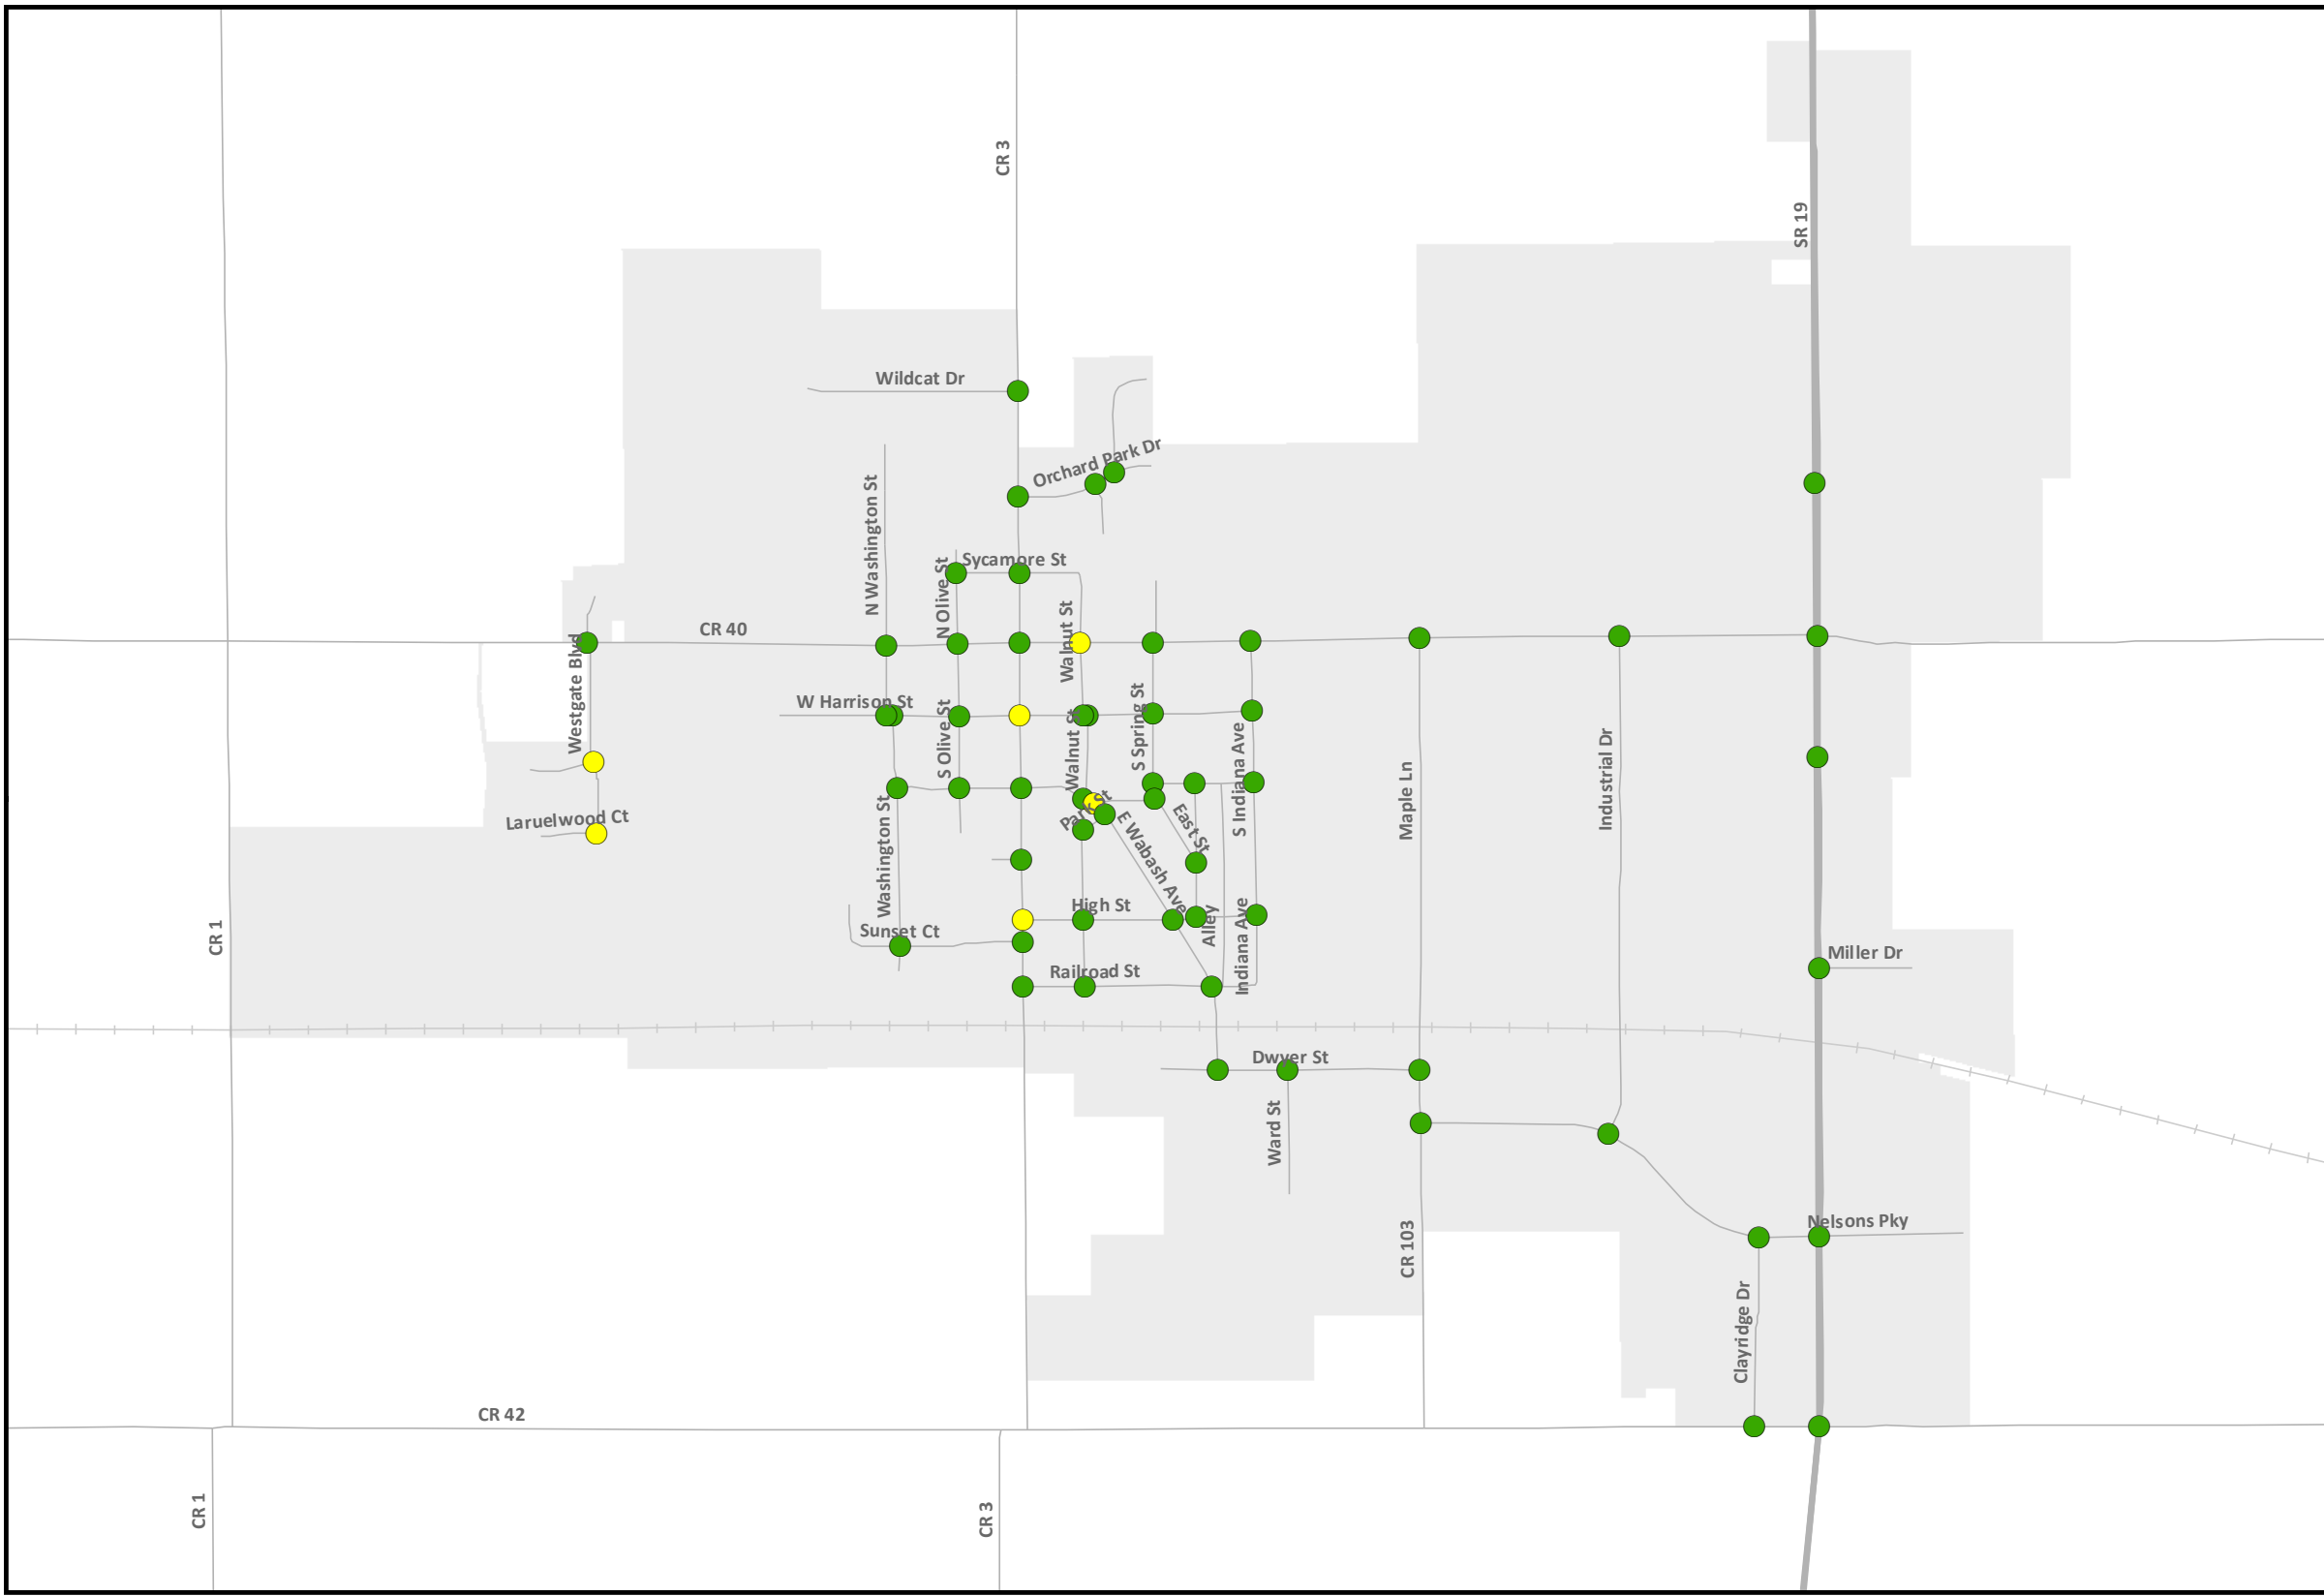 CR 3
SR 19
Wildcat Dr
Orchard Park Dr
N Washington St
Sycamore St
N Olive St
CR 40
Walnut St
Westgate Blvd
W Harrison St
S Olive St
Walnut St
S Spring St
S Indiana Ave
Maple Ln
Industrial Dr
Laruelwood Ct
Park St
East St
E Wabash Ave
Washington St
High St
Alley
Indiana Ave
CR 1
Sunset Ct
Railroad St
Miller Dr
Dwyer St
Ward St
CR 103
Nelsons Pky
Clayridge Dr
CR 42
CR 1
CR 3